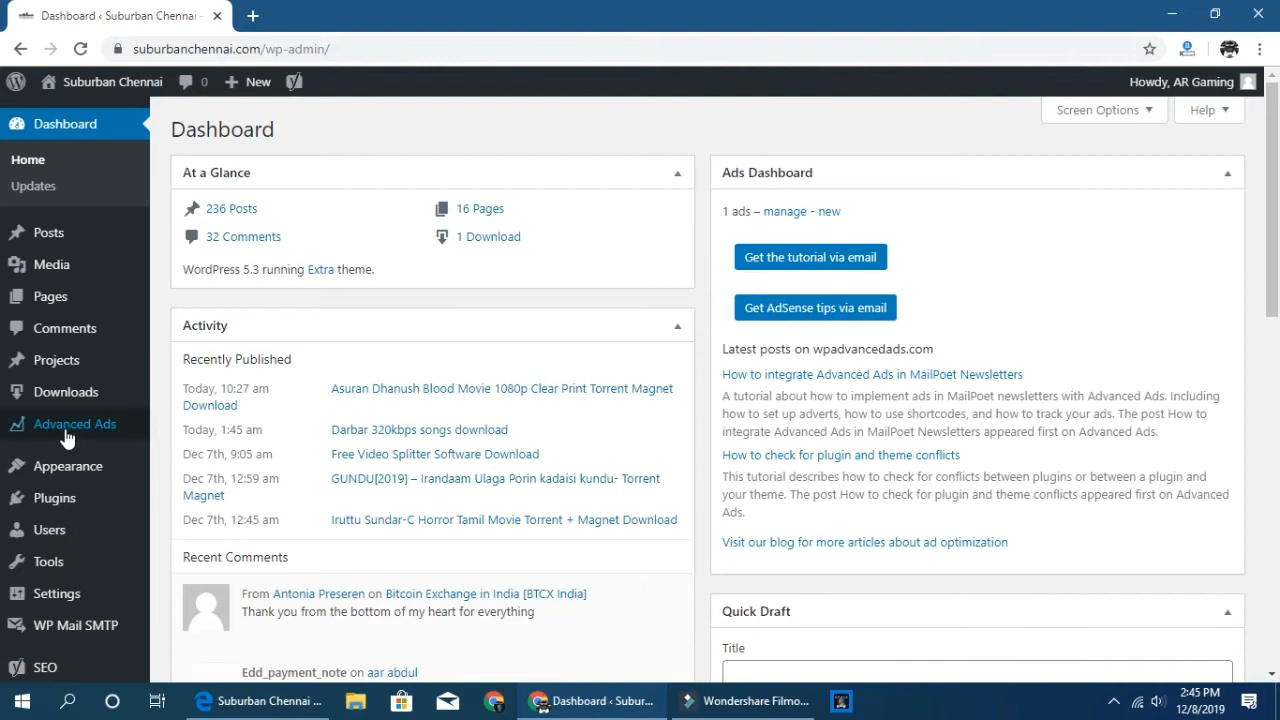 Dashboard ‹ Suburban Chennai -
suburbanchennai.com/wp-admin/
Suburban Chennai 0 New Howdy, AR Gaming
Dashboard
Home
Updates
Posts
Media
Pages
Comments
Projects
Downloads
Advanced Ads
Appearance
Plugins
Users
Tools
Settings
WP Mail SMTP
SEO
Screen Options Help
Dashboard
At a Glance
236 Posts 16 Pages
32 Comments 1 Download
WordPress 5.3 running Extra theme.
Activity
Recently Published
Today, 10:27 am Asuran Dhanush Blood Movie 1080p Clear Print Torrent Magnet
Download
Today, 1:45 am Darbar 320kbps songs download
Dec 7th, 9:05 am Free Video Splitter Software Download
Dec 7th, 12:59 am GUNDU[2019] – Irandaam Ulaga Porin kadaisi kundu- Torrent
Magnet
Dec 7th, 12:45 am Iruttu Sundar-C Horror Tamil Movie Torrent + Magnet Download
Recent Comments
From Antonia Preseren on Bitcoin Exchange in India [BTCX India]
Thank you from the bottom of my heart for everything
Edd_payment_note on aar abdul
Ads Dashboard
1 ads – manage - new
Get the tutorial via email
Get AdSense tips via email
Latest posts on wpadvancedads.com
How to integrate Advanced Ads in MailPoet Newsletters
A tutorial about how to implement ads in MailPoet newsletters with Advanced Ads. Including
how to set up adverts, how to use shortcodes, and how to track your ads. The post How to
integrate Advanced Ads in MailPoet Newsletters appeared first on Advanced Ads.
How to check for plugin and theme conflicts
This tutorial describes how to check for conflicts between plugins or between a plugin and
your theme. The post How to check for plugin and theme conflicts appeared first on Advanced
Ads.
Visit our blog for more articles about ad optimization
Quick Draft
Title
Suburban Chennai ...
Dashboard ‹ Subur...
Wondershare Filmo...
2:45 PM
12/8/2019